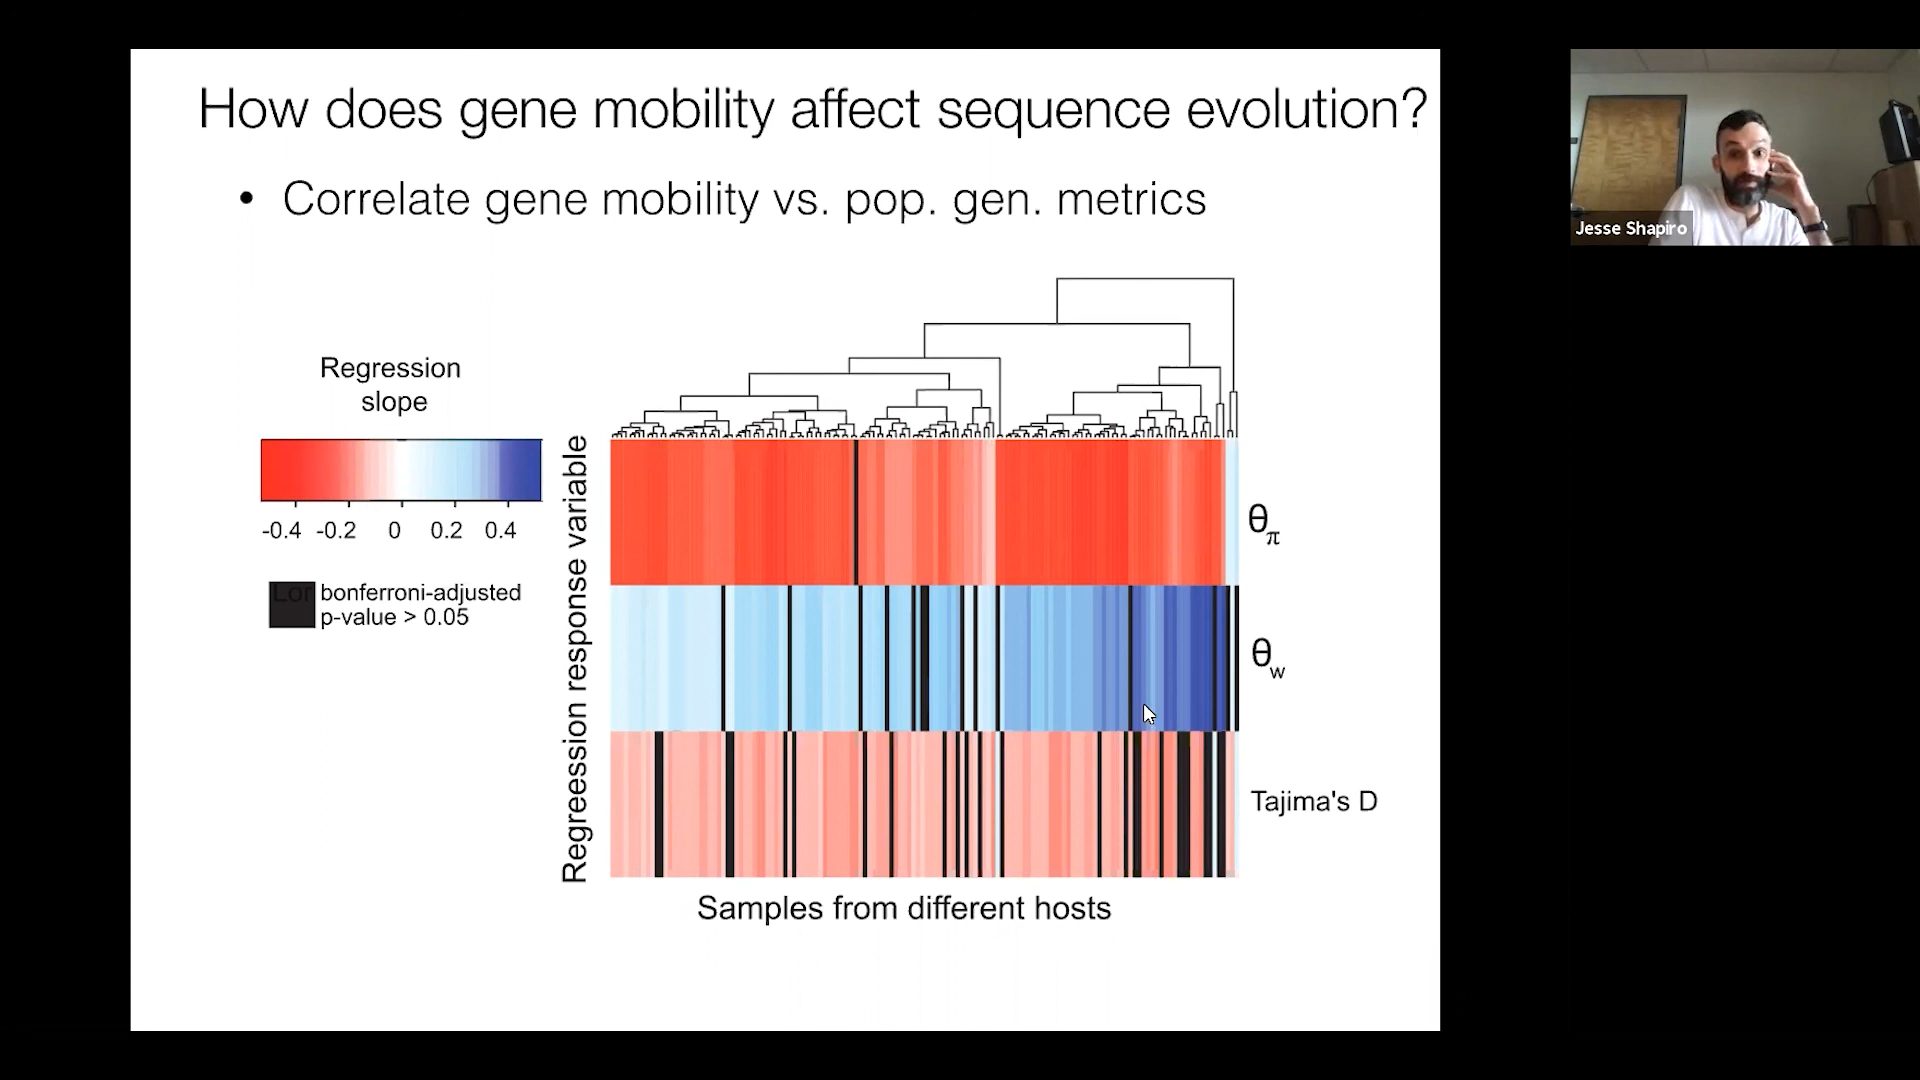 How does gene mobility affect sequence evolution?
• Correlate gene mobility vs. pop. gen. metrics
Regression
slope
-0.4 -0.2 0 0.2 0.4
Lor
bonferroni-adjusted
p-value > 0.05
Regreession response variable
θπ
θw
Tajima's D
Samples from different hosts
Jesse Shapiro